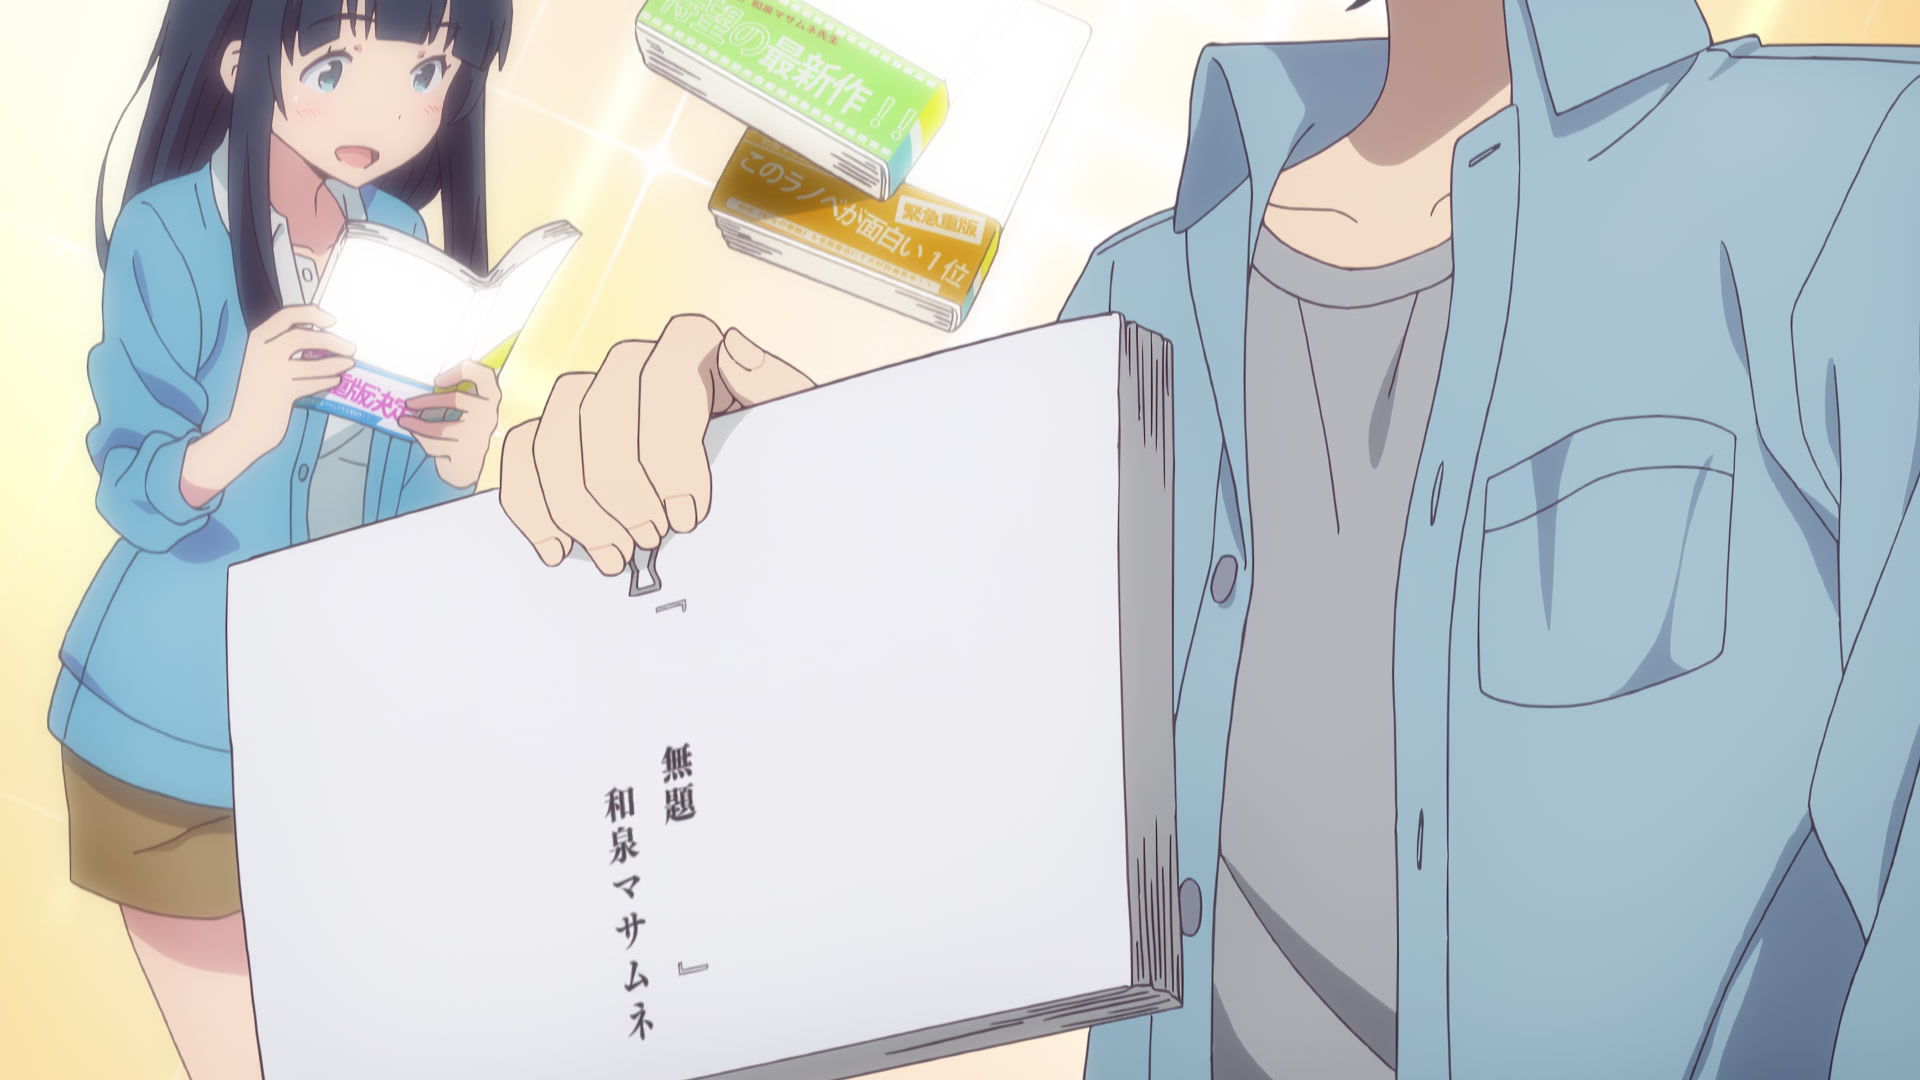 和泉マサムネ先生
待望の最新作!!
このラノベが面白い1位
緊急重版
重版決定
『 無題 』
和泉マサムネ